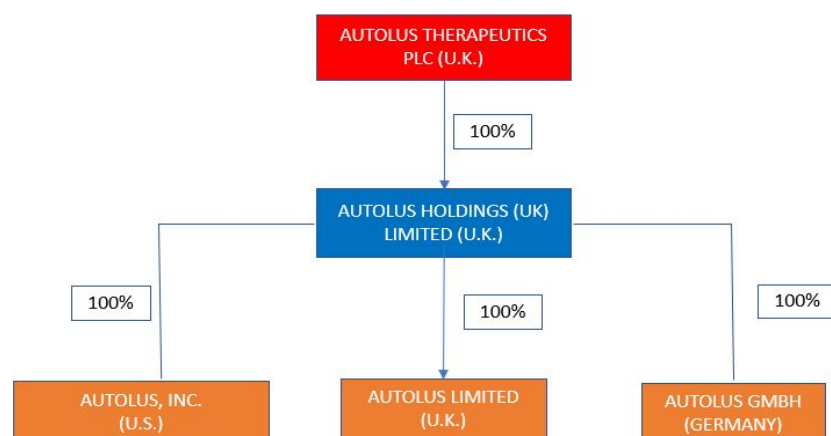 AUTOLUS THERAPEUTICS
PLC (U.K.)
100%
AUTOLUS HOLDINGS (UK)
LIMITED (U.K.)
100%
100%
100%
AUTOLUS, INC.
(U.S.)
AUTOLUS LIMITED
(U.K.)
AUTOLUS GMBH
(GERMANY)